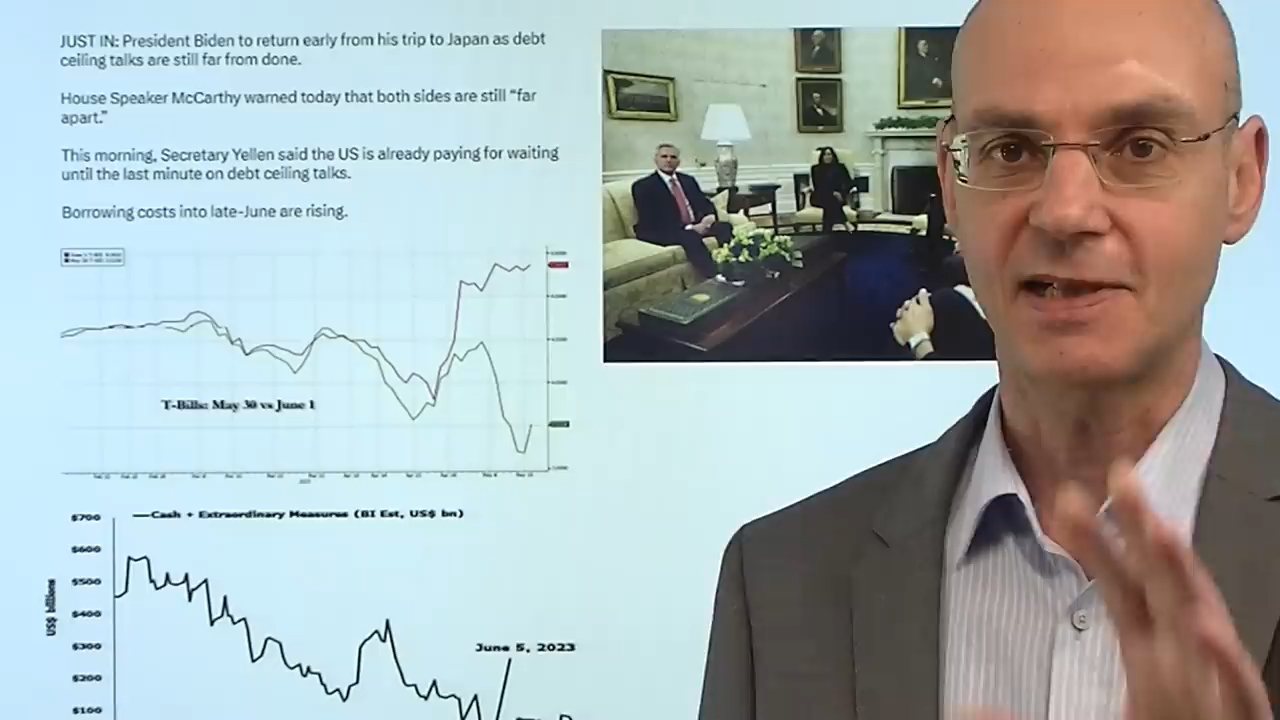 JUST IN: President Biden to return early from his trip to Japan as debt
ceiling talks are still far from done.
House Speaker McCarthy warned today that both sides are still “far
apart.”
This morning, Secretary Yellen said the US is already paying for waiting
until the last minute on debt ceiling talks.
Borrowing costs into late-June are rising.
T-Bills: May 30 vs June 1
Cash + Extraordinary Measures (BI Est, US$ bn)
$700
$600
$500
US$ billions
$400
$300
June 5, 2023
$200
$100